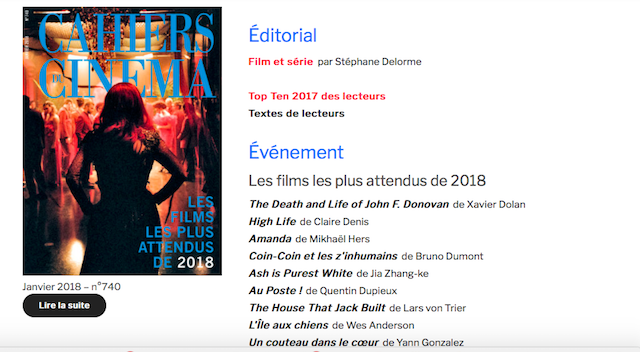 CAHIERS
DU
CINEMA
LES
FILMS
LES PLUS
ATTENDUS
DE 2018
Janvier 2018 – n°740
Lire la suite
Éditorial
Film et série par Stéphane Delorme
Top Ten 2017 des lecteurs
Textes de lecteurs
Événement
Les films les plus attendus de 2018
The Death and Life of John F. Donovan de Xavier Dolan
High Life de Claire Denis
Amanda de Mikhaël Hers
Coin-Coin et les z'inhumains de Bruno Dumont
Ash is Purest White de Jia Zhang-ke
Au Poste ! de Quentin Dupieux
The House That Jack Built de Lars von Trier
L'Île aux chiens de Wes Anderson
Un couteau dans le cœur de Yann Gonzalez